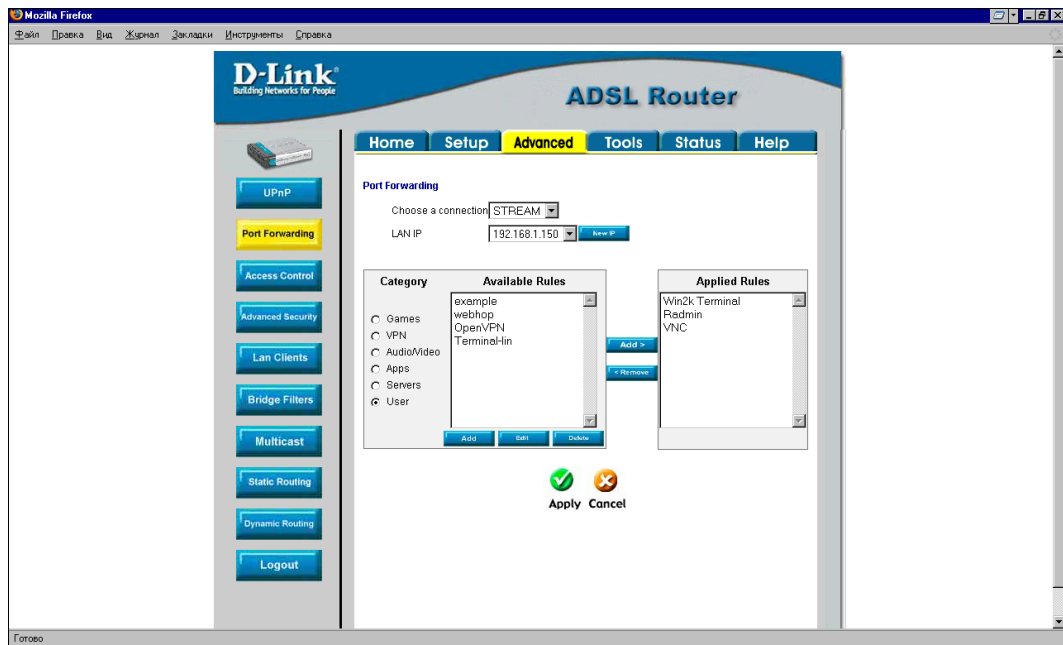 Mozilla Firefox
Файл Правка Вид Журнал Закладки Инструменты Справка
D-Link®
Building Networks for People
ADSL Router
Home Setup Advanced Tools Status Help
UPnP
Port Forwarding
Access Control
Advanced Security
Lan Clients
Bridge Filters
Multicast
Static Routing
Dynamic Routing
Logout
Port Forwarding
Choose a connection STREAM
LAN IP 192.168.1.150 New IP
Category
Games
VPN
Audio/Video
Apps
Servers
User
Available Rules
example
webhop
OpenVPN
Terminal-lin
Add Edit Delete
Add >
< Remove
Applied Rules
Win2k Terminal
Radmin
VNC
Apply Cancel
Готово